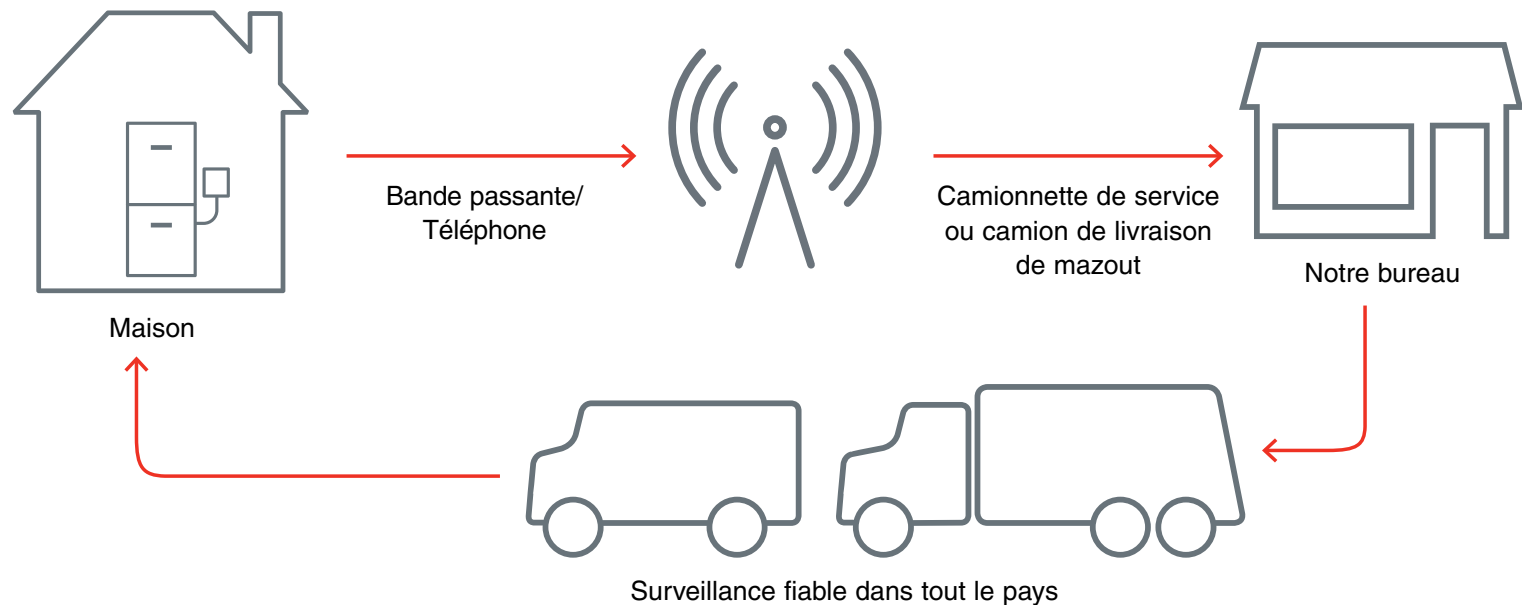 Bande passante/
Téléphone
Camionnette de service
ou camion de livraison
de mazout
Notre bureau
Maison
Surveillance fiable dans tout le pays